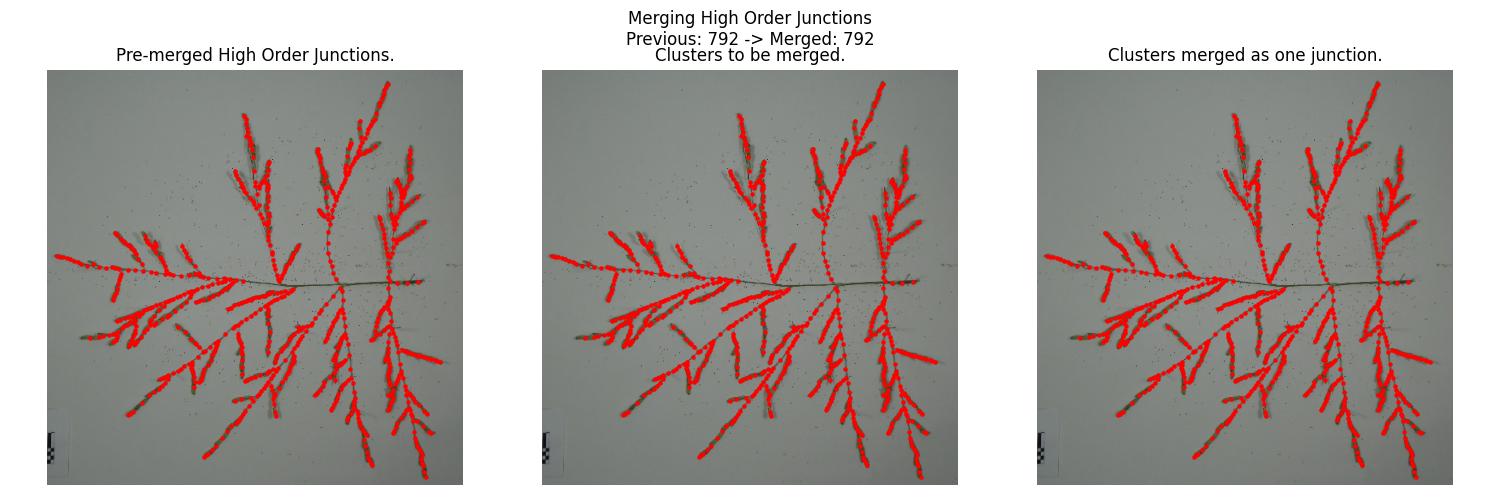 Merging High Order Junctions
Previous: 792 -> Merged: 792
Pre-merged High Order Junctions.
Clusters to be merged.
Clusters merged as one junction.